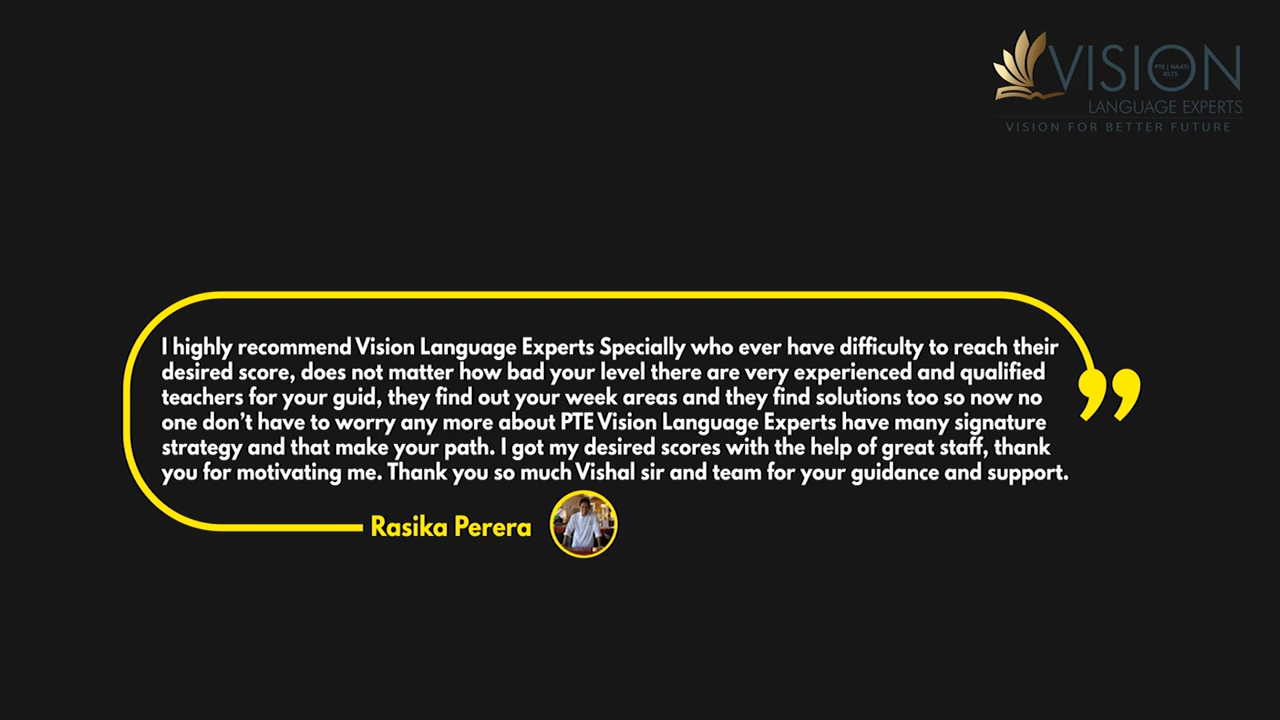 VISION
PTE | NAATI
IELTS
LANGUAGE EXPERTS
VISION FOR BETTER FUTURE
I highly recommend Vision Language Experts Specially who ever have difficulty to reach their
desired score, does not matter how bad your level there are very experienced and qualified
teachers for your guid, they find out your week areas and they find solutions too so now no
one don't have to worry any more about PTE Vision Language Experts have many signature
strategy and that make your path. I got my desired scores with the help of great staff, thank
you for motivating me. Thank you so much Vishal sir and team for your guidance and support.
Rasika Perera